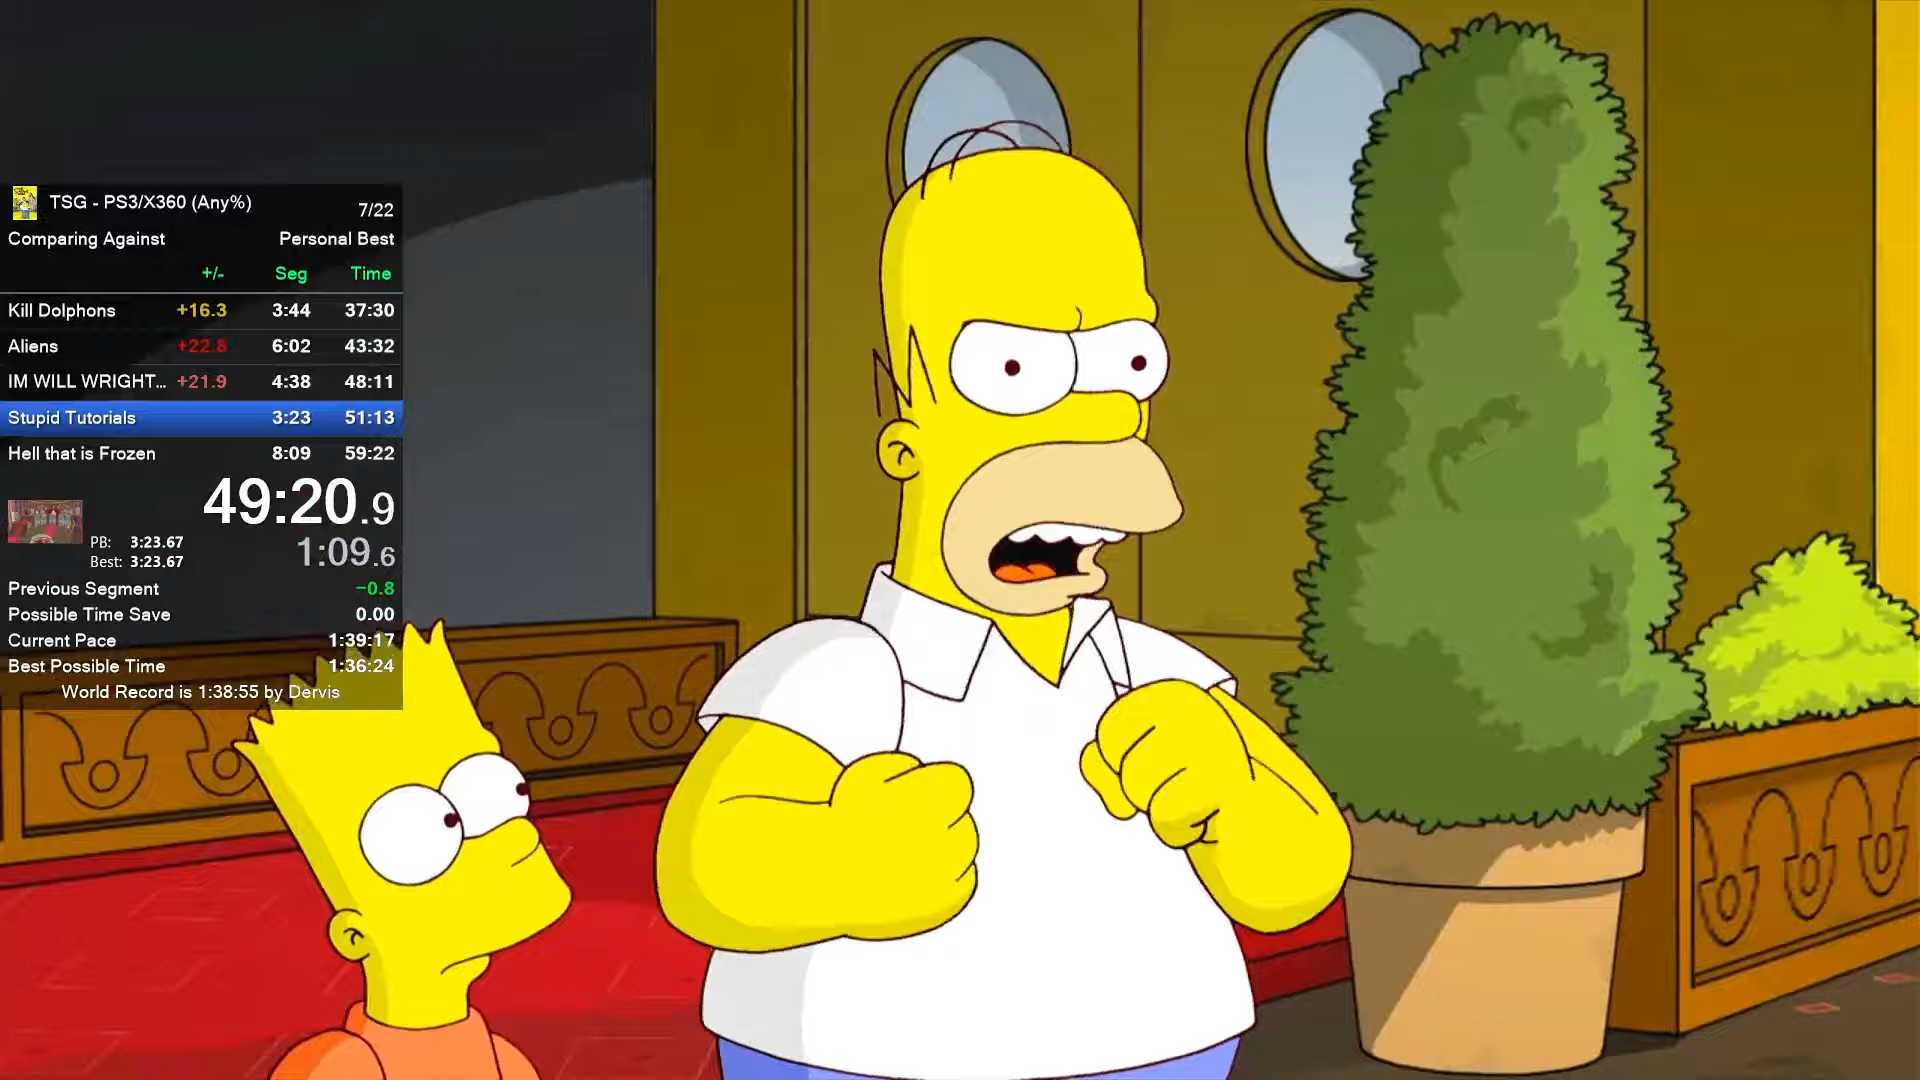 TSG - PS3/X360 (Any%)
7/22
Comparing Against Personal Best
+/- Seg Time
Kill Dolphons +16.3 3:44 37:30
Aliens +22.8 6:02 43:32
IM WILL WRIGHT... +21.9 4:38 48:11
Stupid Tutorials 3:23 51:13
Hell that is Frozen 8:09 59:22
49:20.9
PB: 3:23.67
1:09.6
Best: 3:23.67
Previous Segment −0.8
Possible Time Save 0.00
Current Pace 1:39:17
Best Possible Time 1:36:24
World Record is 1:38:55 by Dervis